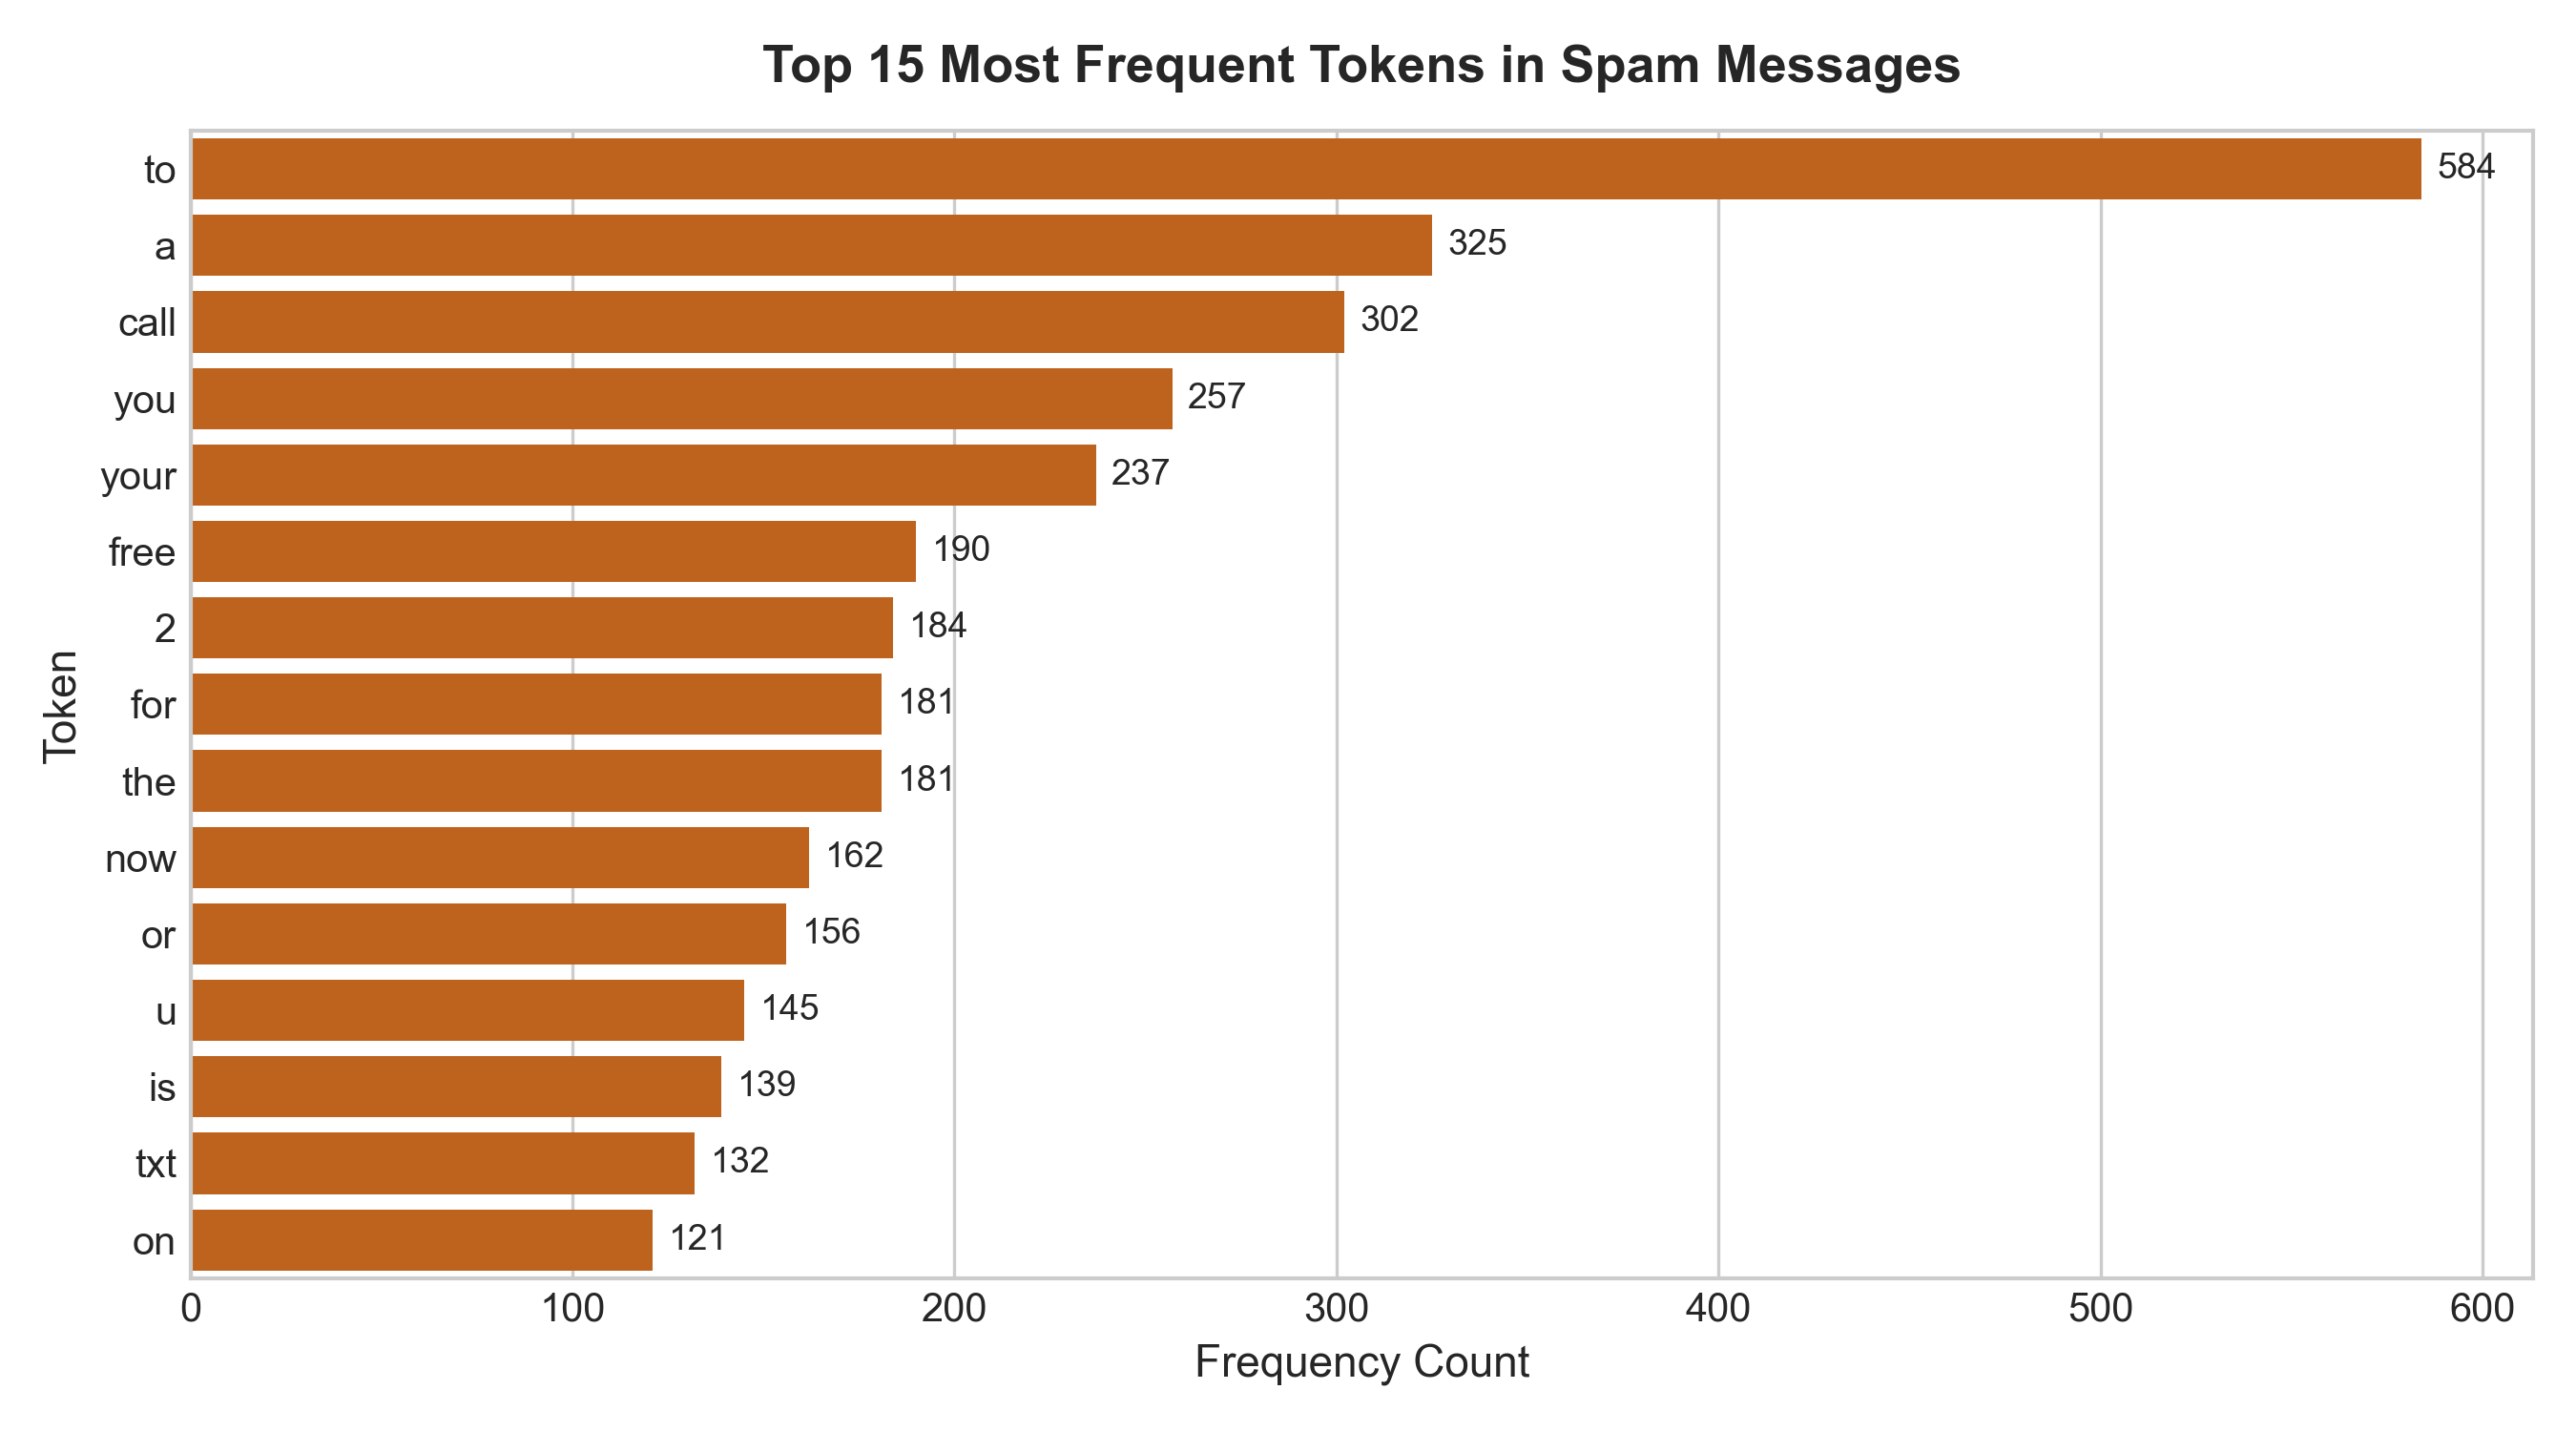 Top 15 Most Frequent Tokens in Spam Messages
to 584
a 325
call 302
you 257
your 237
free 190
2 184
for 181
the 181
now 162
or 156
u 145
is 139
txt 132
on 121
Token
0 100 200 300 400 500 600
Frequency Count